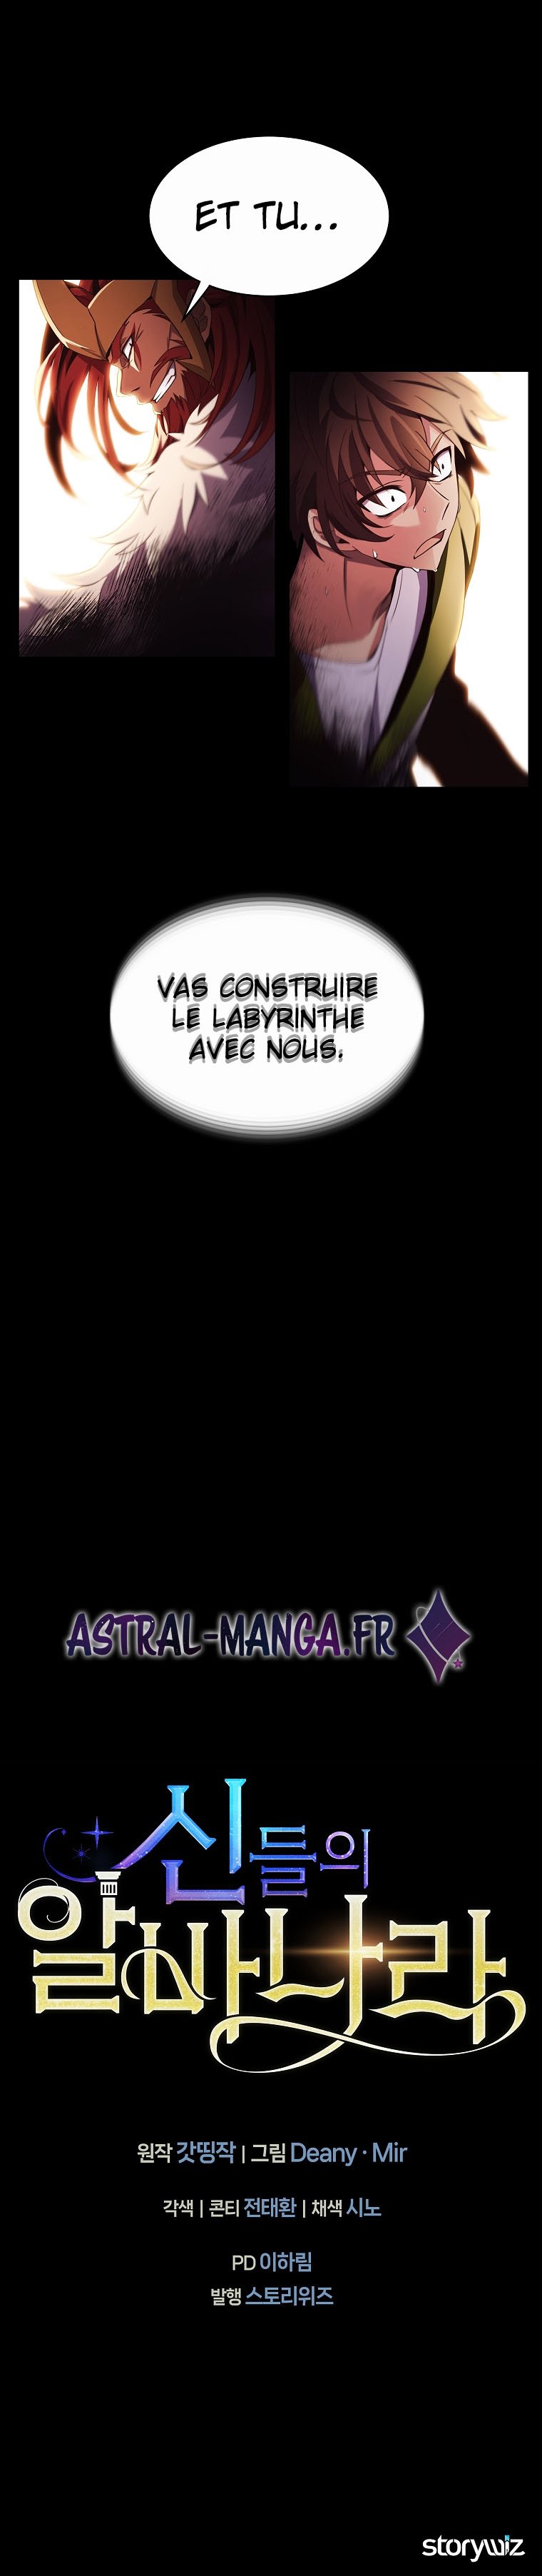 ET TU...
VAS CONSTRUIRE
LE LABYRINTHE
AVEC NOUS.
ASTRAL-MANGA.FR
신들의
알바나라
원작 갓띵작 | 그림 Deany · Mir
각색 | 콘티 전태환 | 채색 시노
PD 이하림
발행 스토리위즈
storywiz